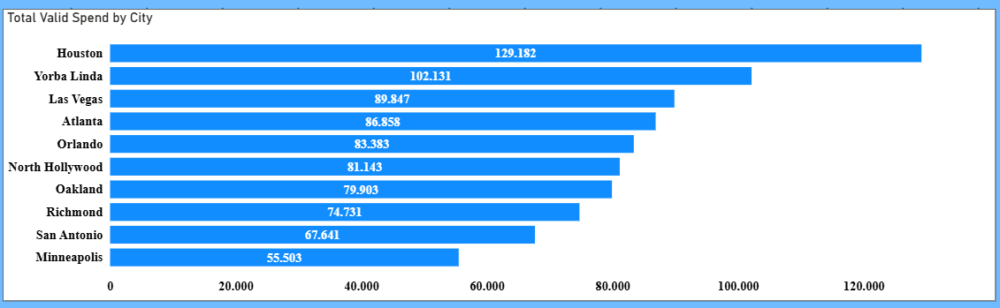 Total Valid Spend by City
Houston 129.182
Yorba Linda 102.131
Las Vegas 89.847
Atlanta 86.858
Orlando 83.383
North Hollywood 81.143
Oakland 79.903
Richmond 74.731
San Antonio 67.641
Minneapolis 55.503
0 20.000 40.000 60.000 80.000 100.000 120.000